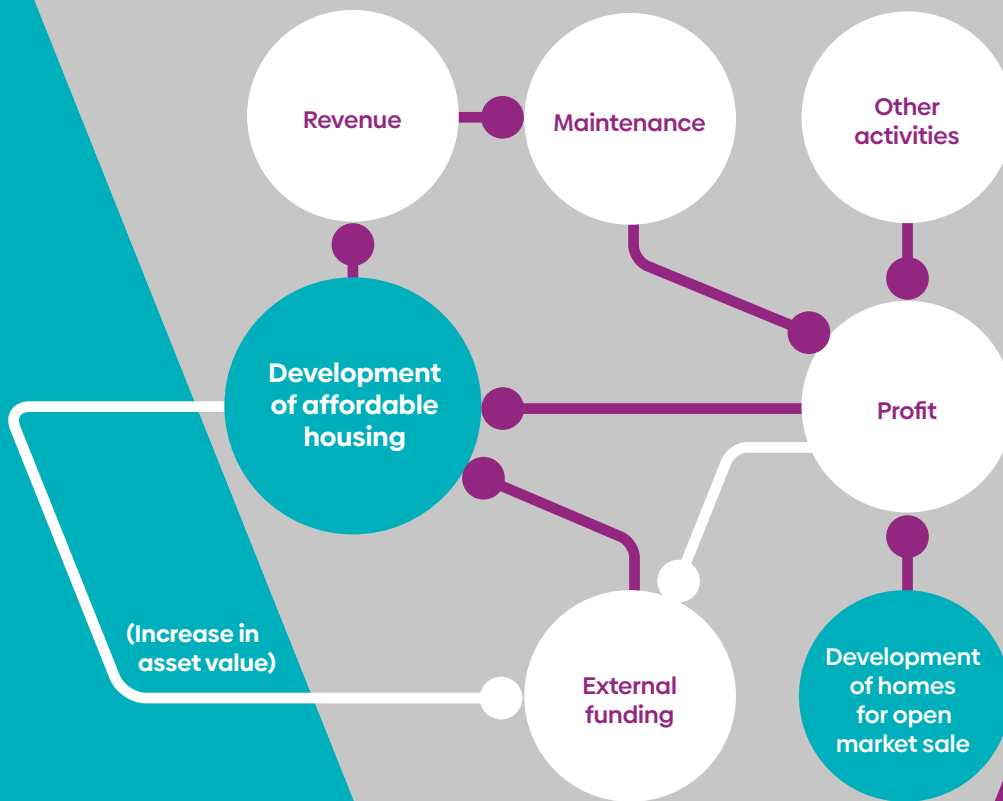 Revenue
Maintenance
Other
activities
Development
of affordable
housing
Profit
(Increase in
asset value)
External
funding
Development
of homes
for open
market sale